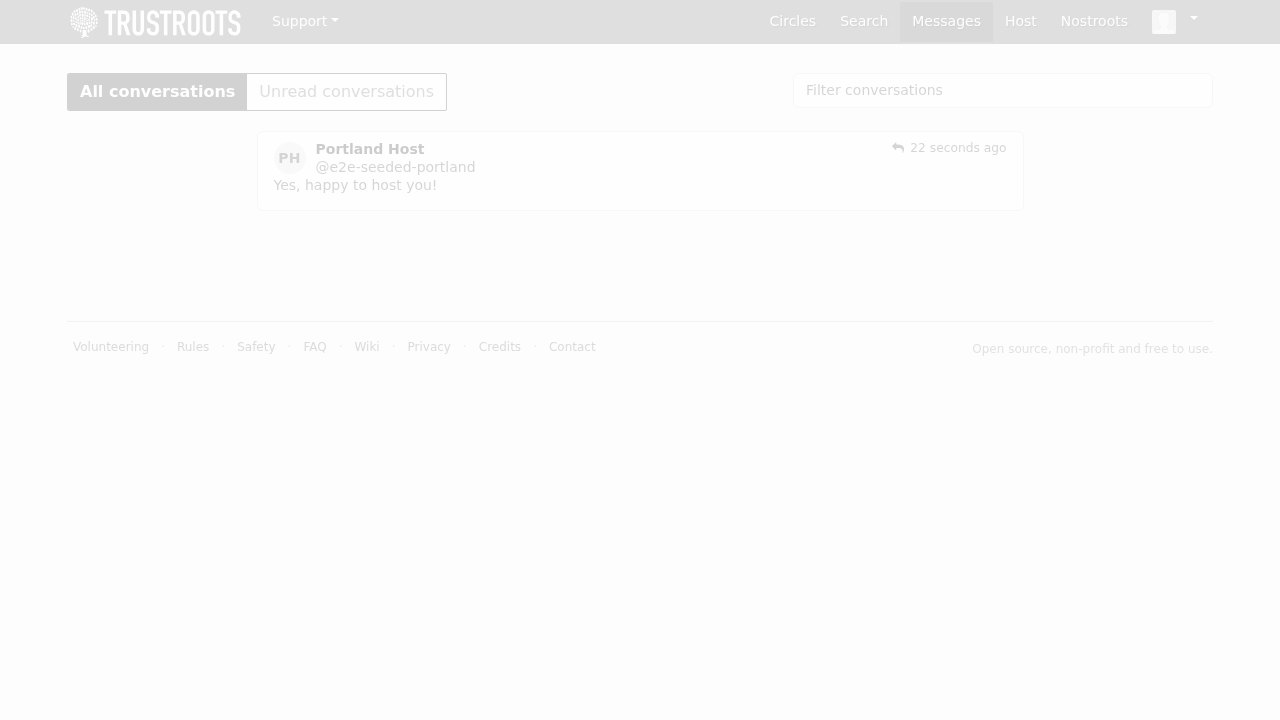 TRUSTROOTS Support Circles Search Messages Host Nostroots
All conversations Unread conversations Filter conversations
PH Portland Host 22 seconds ago
@e2e-seeded-portland
Yes, happy to host you!
Volunteering · Rules · Safety · FAQ · Wiki · Privacy · Credits · Contact
Open source, non-profit and free to use.